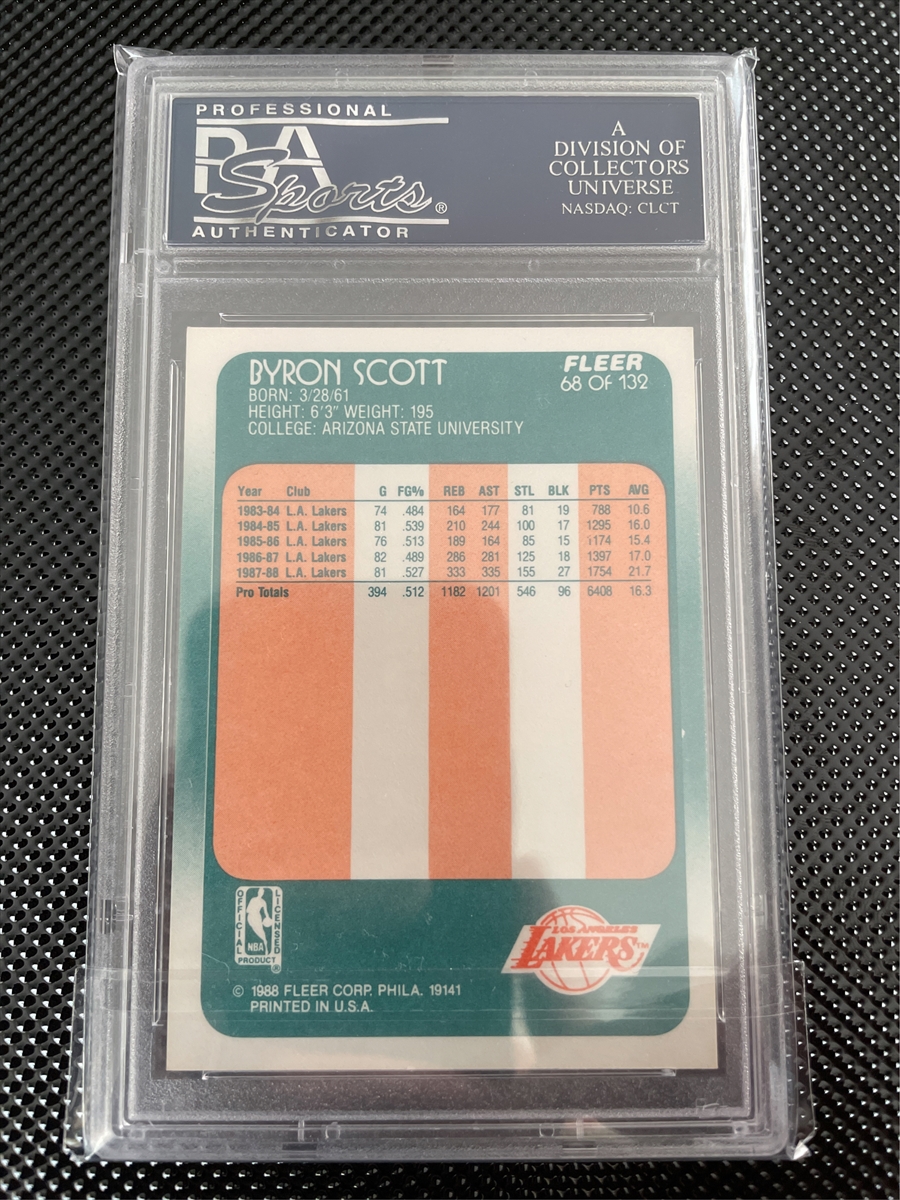 PROFESSIONAL
PSA
Sports®
AUTHENTICATOR
A
DIVISION OF
COLLECTORS
UNIVERSE
NASDAQ: CLCT
BYRON SCOTT
BORN: 3/28/61
HEIGHT: 6'3" WEIGHT: 195
COLLEGE: ARIZONA STATE UNIVERSITY
FLEER
68 OF 132
Year Club G FG% REB AST STL BLK PTS AVG
1983-84 L.A. Lakers 74 .484 164 177 81 19 788 10.6
1984-85 L.A. Lakers 81 .539 210 244 100 17 1295 16.0
1985-86 L.A. Lakers 76 .513 189 164 85 15 1174 15.4
1986-87 L.A. Lakers 82 .489 286 281 125 18 1397 17.0
1987-88 L.A. Lakers 81 .527 333 335 155 27 1754 21.7
Pro Totals 394 .512 1182 1201 546 96 6408 16.3
OFFICIAL
LICENSED
NBA
PRODUCT®
LOS ANGELES
LAKERS™
© 1988 FLEER CORP. PHILA. 19141
PRINTED IN U.S.A.